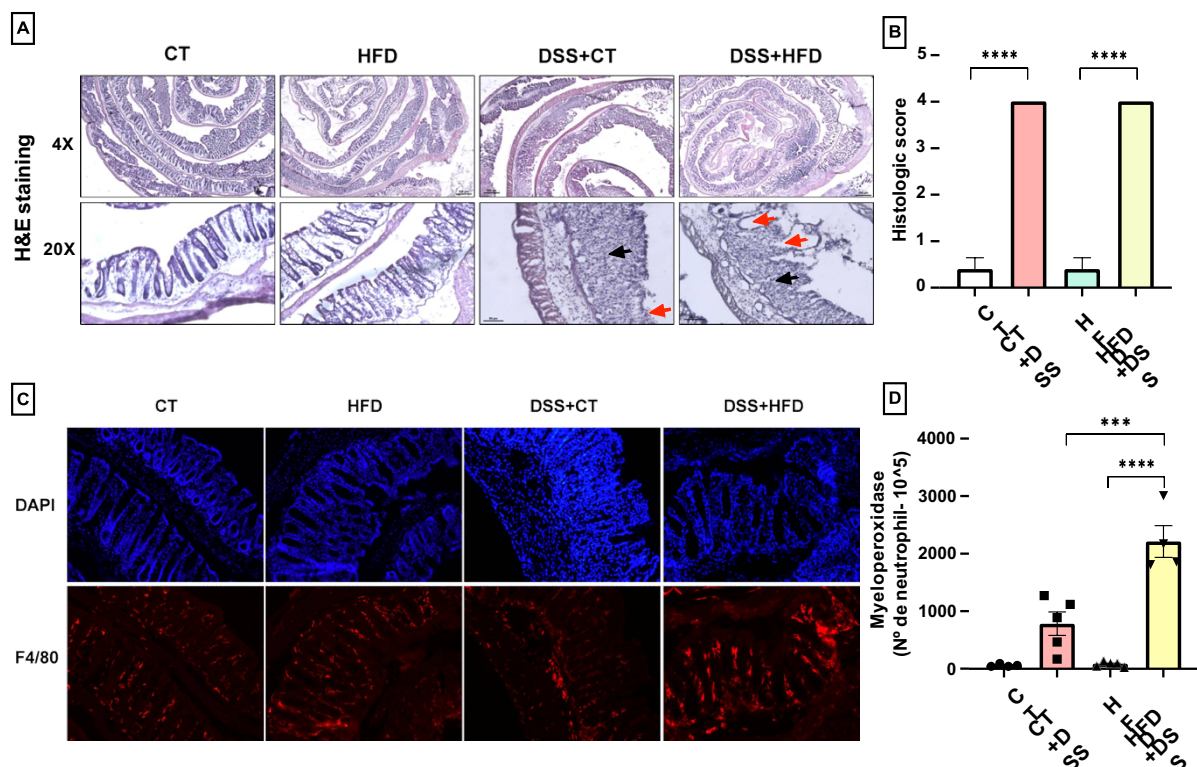 A
CT HFD DSS+CT DSS+HFD
H&E staining
4X
20X
B
Histologic score
5
4
3
2
1
0
**** ****
C T
CT+DSS
HFD
HFD+DSS
C
CT HFD DSS+CT DSS+HFD
DAPI
F4/80
D
Myeloperoxidase
(Nº de neutrophil- 10^5)
4000
3000
2000
1000
0
***
****
C T
CT+DSS
HFD
HFD+DSS